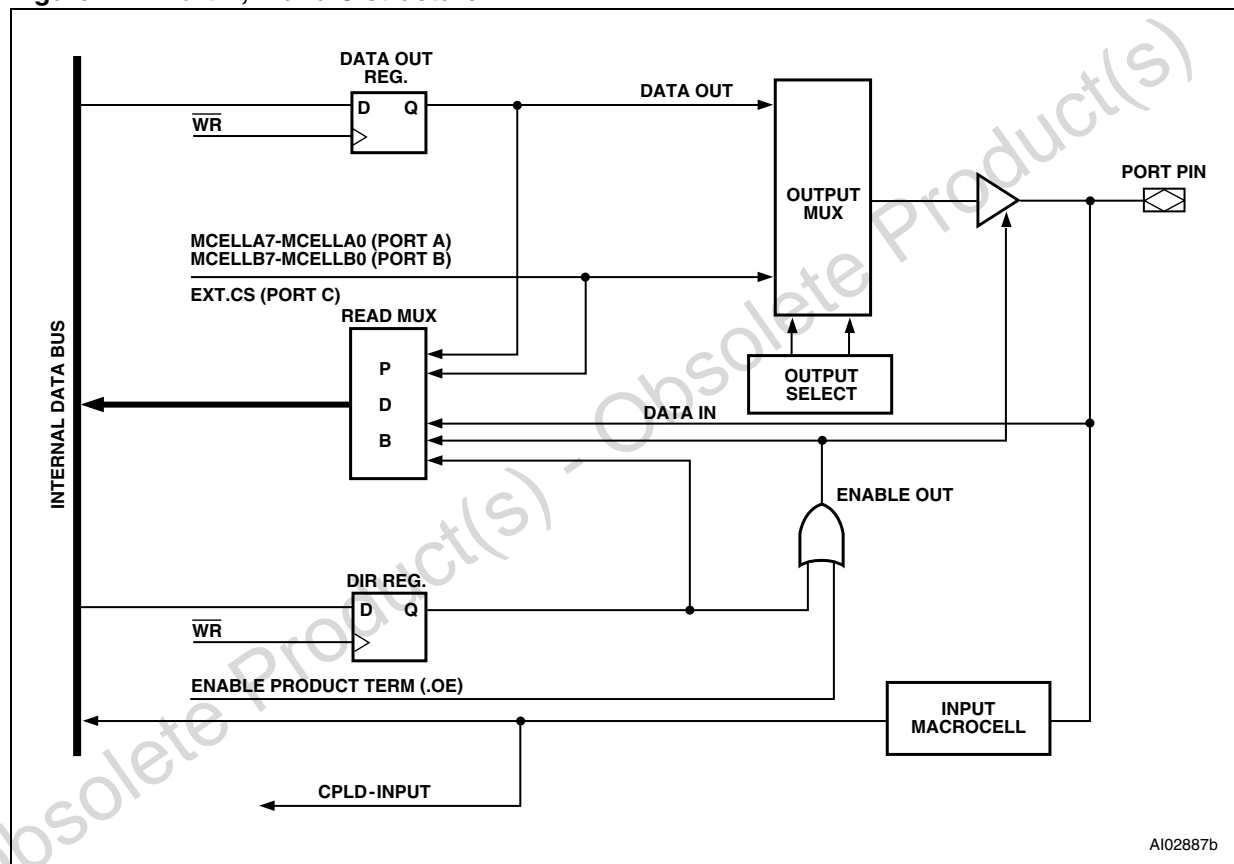 DATA OUT
REG.
D Q
WR
DATA OUT
OUTPUT
MUX
PORT PIN
MCELLA7-MCELLA0 (PORT A)
MCELLB7-MCELLB0 (PORT B)
EXT.CS (PORT C)
READ MUX
P
D
B
OUTPUT
SELECT
DATA IN
INTERNAL DATA BUS
ENABLE OUT
DIR REG.
D Q
WR
ENABLE PRODUCT TERM (.OE)
INPUT
MACROCELL
CPLD-INPUT
AI02887b
Obsolete Product(s) - Obsolete Product(s)